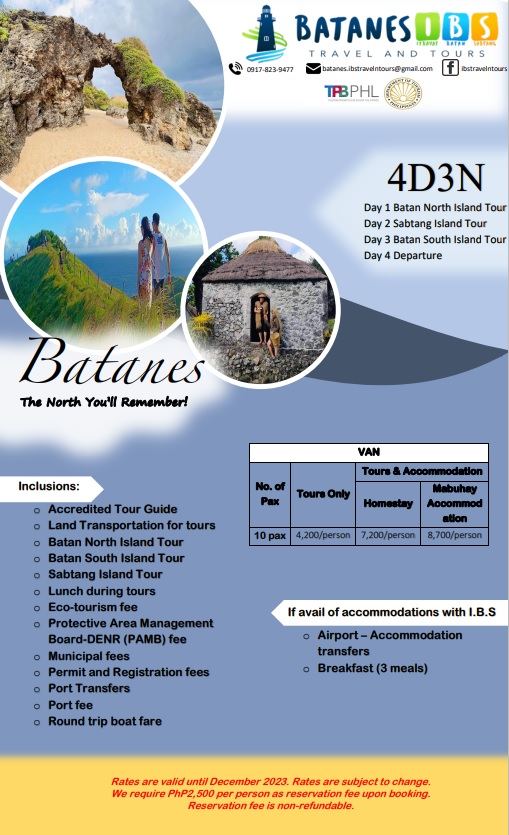 BATANES IBS
IBAYAT BATAN SABTANG
TRAVEL AND TOURS
0917-823-9477 batanes.ibstravelntours@gmail.com ibstravelntours
TPBPHL
4D3N
Day 1 Batan North Island Tour
Day 2 Sabtang Island Tour
Day 3 Batan South Island Tour
Day 4 Departure
Batanes
The North You'll Remember!
VAN
No. of Pax Tours Only Tours & Accommodation
Homestay Mabuhay Accommod ation
10 pax 4,200/person 7,200/person 8,700/person
Inclusions:
o Accredited Tour Guide
o Land Transportation for tours
o Batan North Island Tour
o Batan South Island Tour
o Sabtang Island Tour
o Lunch during tours
o Eco-tourism fee
o Protective Area Management
Board-DENR (PAMB) fee
o Municipal fees
o Permit and Registration fees
o Port Transfers
o Port fee
o Round trip boat fare
If avail of accommodations with I.B.S
o Airport – Accommodation
transfers
o Breakfast (3 meals)
Rates are valid until December 2023. Rates are subject to change.
We require PhP2,500 per person as reservation fee upon booking.
Reservation fee is non-refundable.